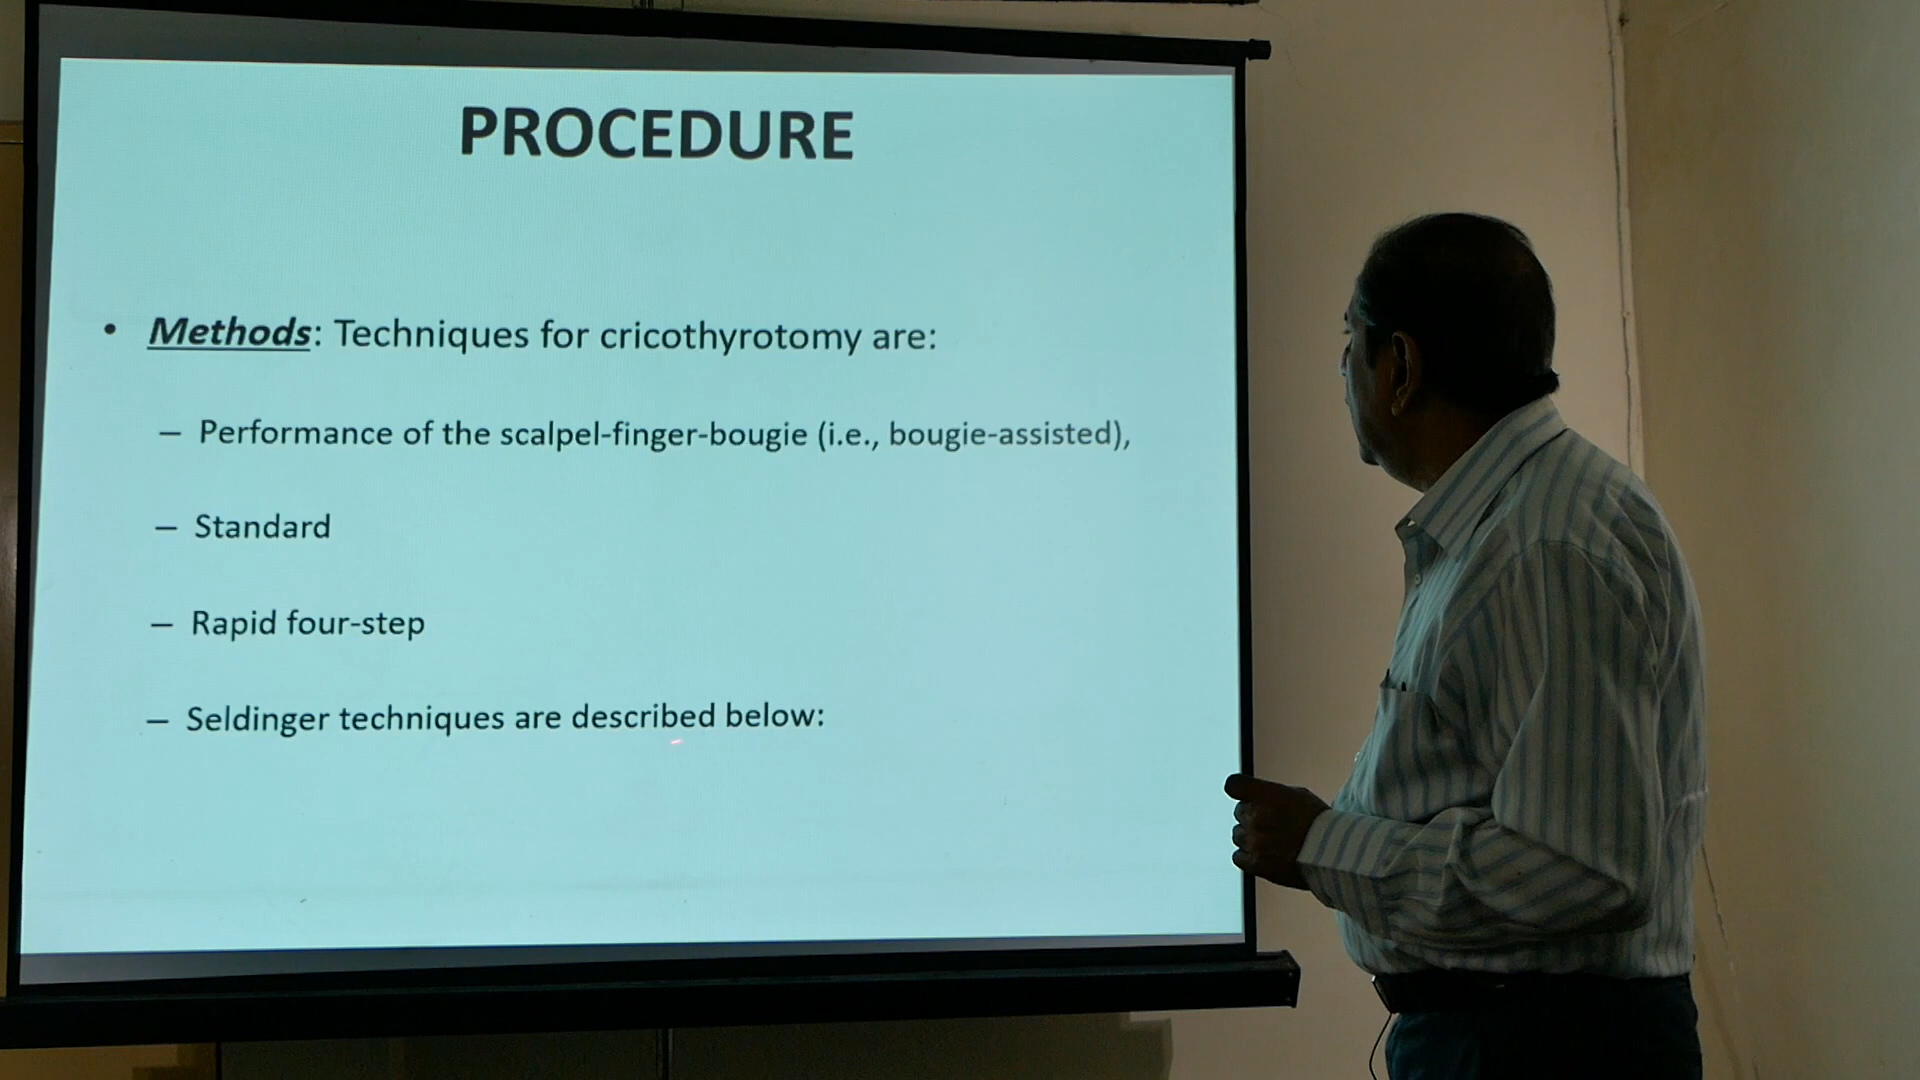 PROCEDURE
• Methods: Techniques for cricothyrotomy are:
– Performance of the scalpel-finger-bougie (i.e., bougie-assisted),
– Standard
– Rapid four-step
– Seldinger techniques are described below: